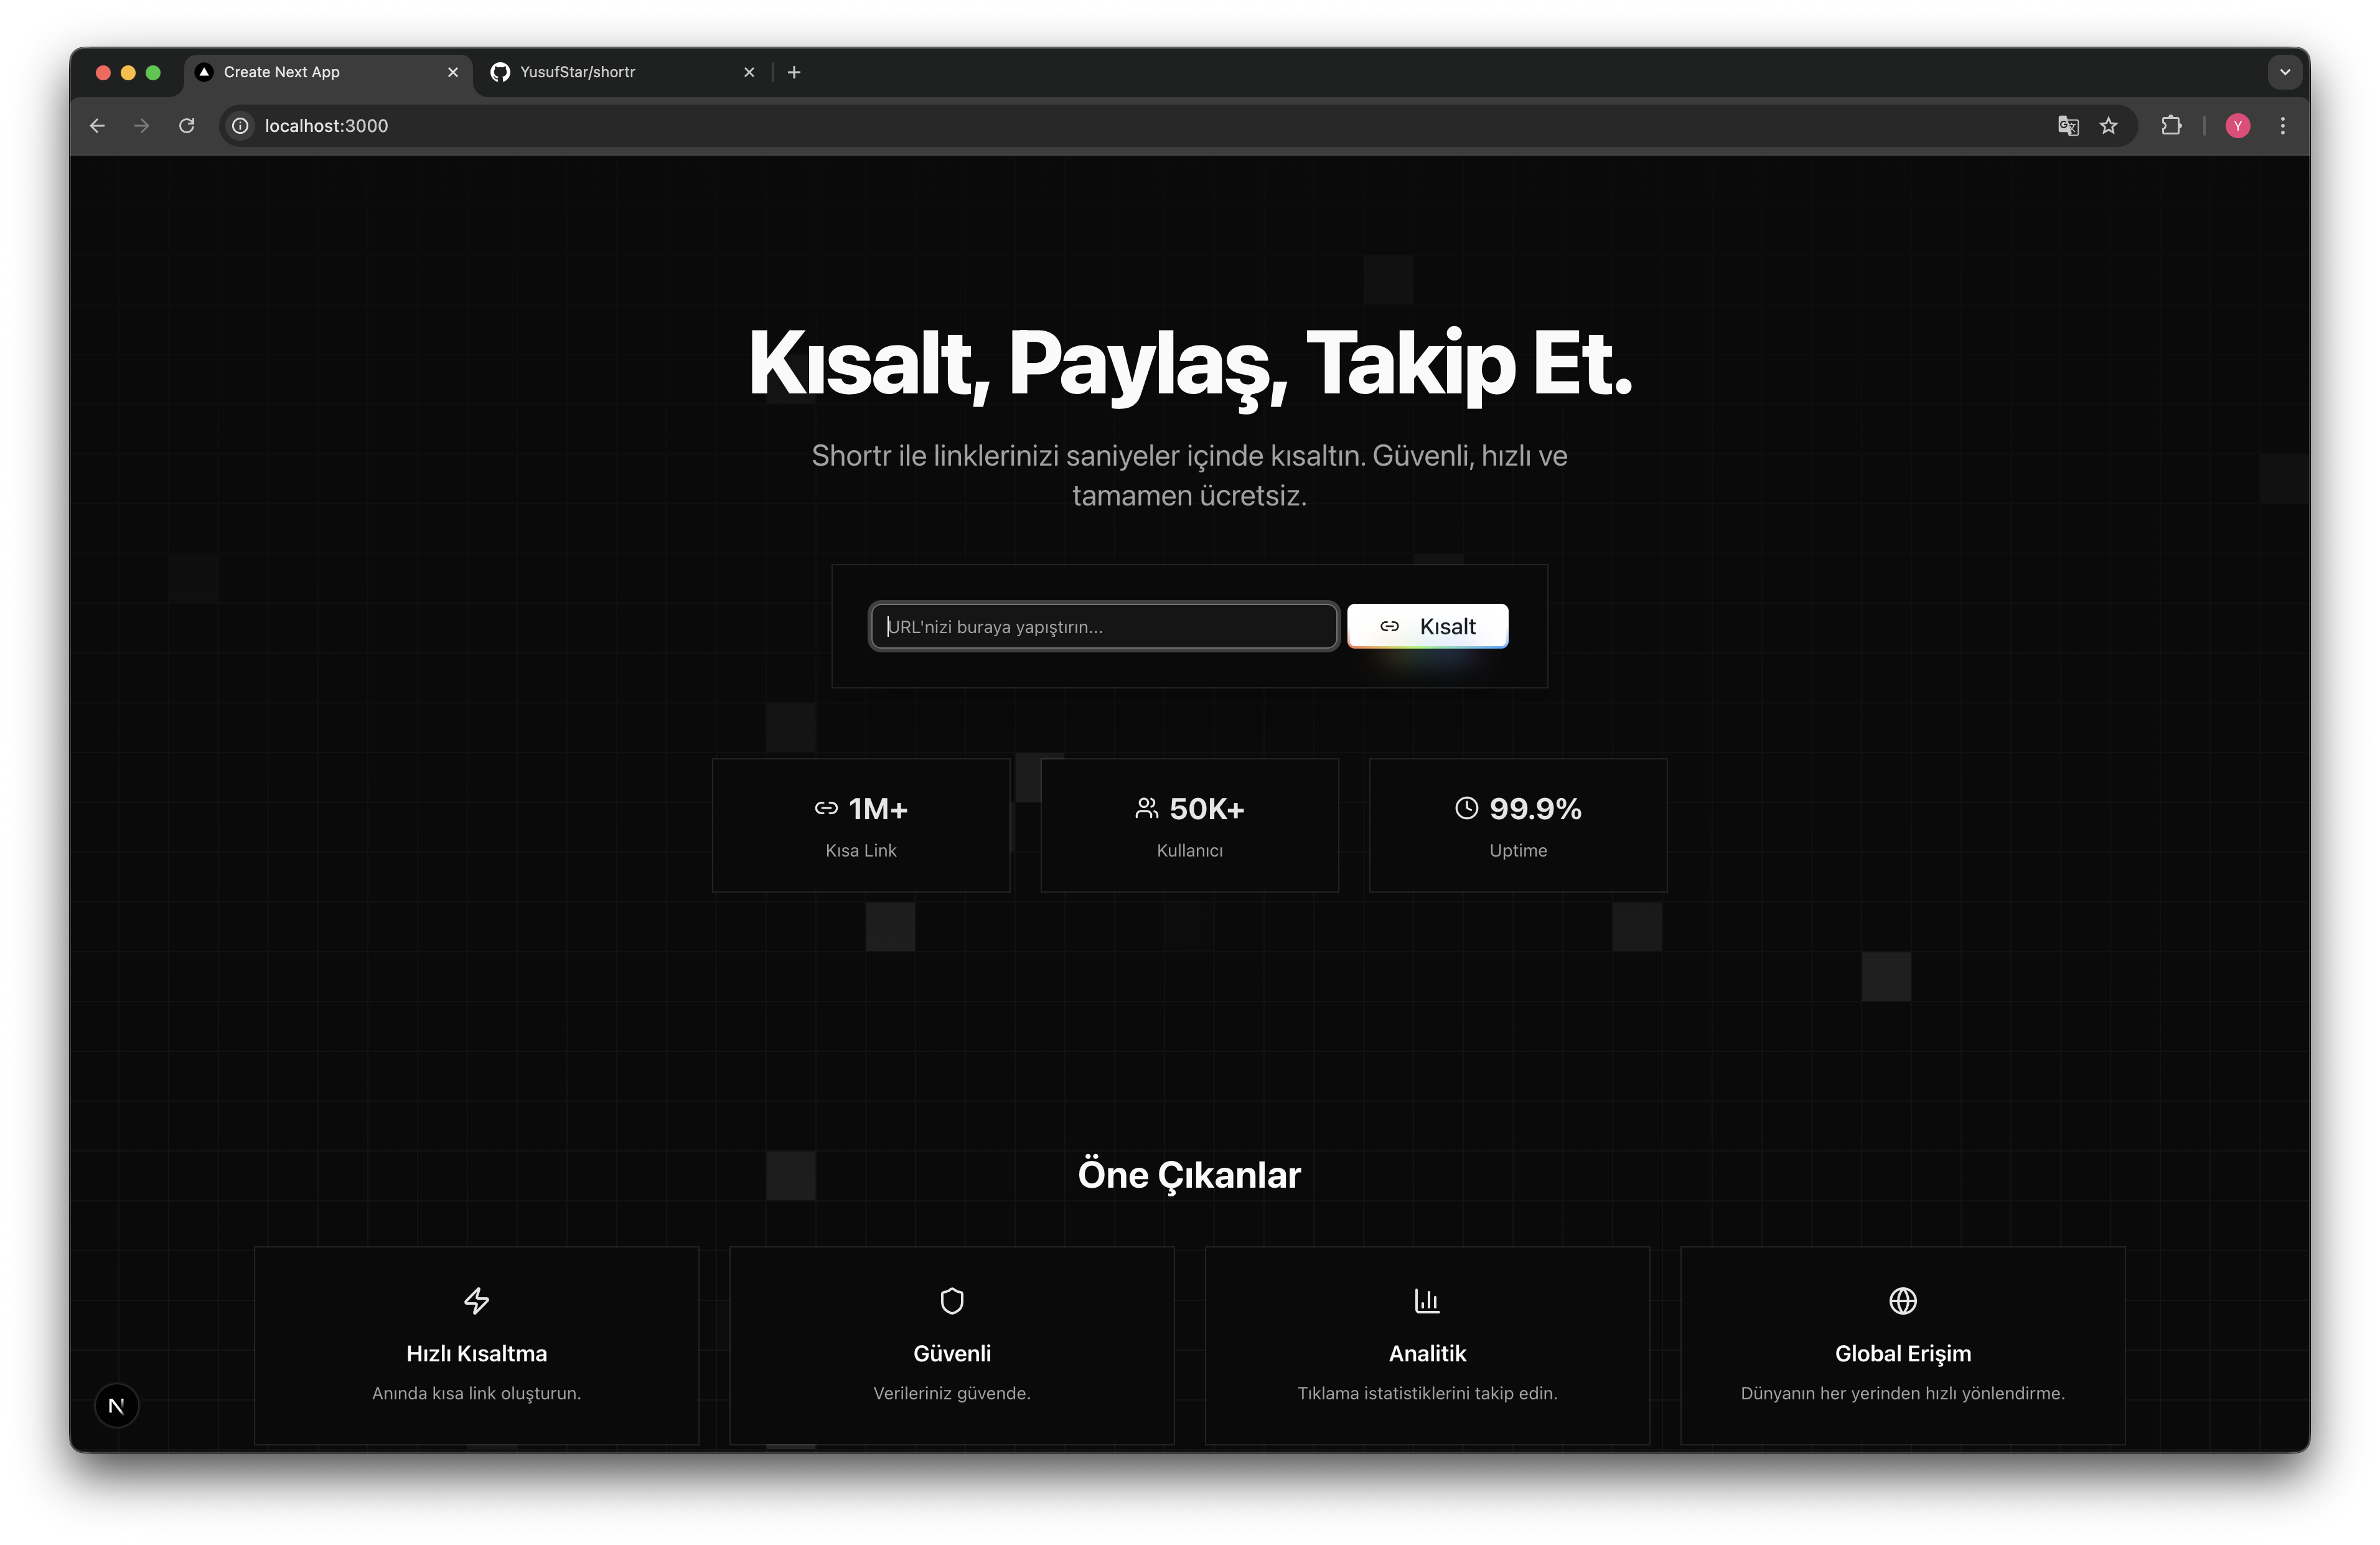 Create Next App
YusufStar/shortr
localhost:3000
Y
Kısalt, Paylaş, Takip Et.
Shortr ile linklerinizi saniyeler içinde kısaltın. Güvenli, hızlı ve
tamamen ücretsiz.
URL'nizi buraya yapıştırın...
Kısalt
1M+
Kısa Link
50K+
Kullanıcı
99.9%
Uptime
Öne Çıkanlar
Hızlı Kısaltma
Anında kısa link oluşturun.
Güvenli
Verileriniz güvende.
Analitik
Tıklama istatistiklerini takip edin.
Global Erişim
Dünyanın her yerinden hızlı yönlendirme.
N